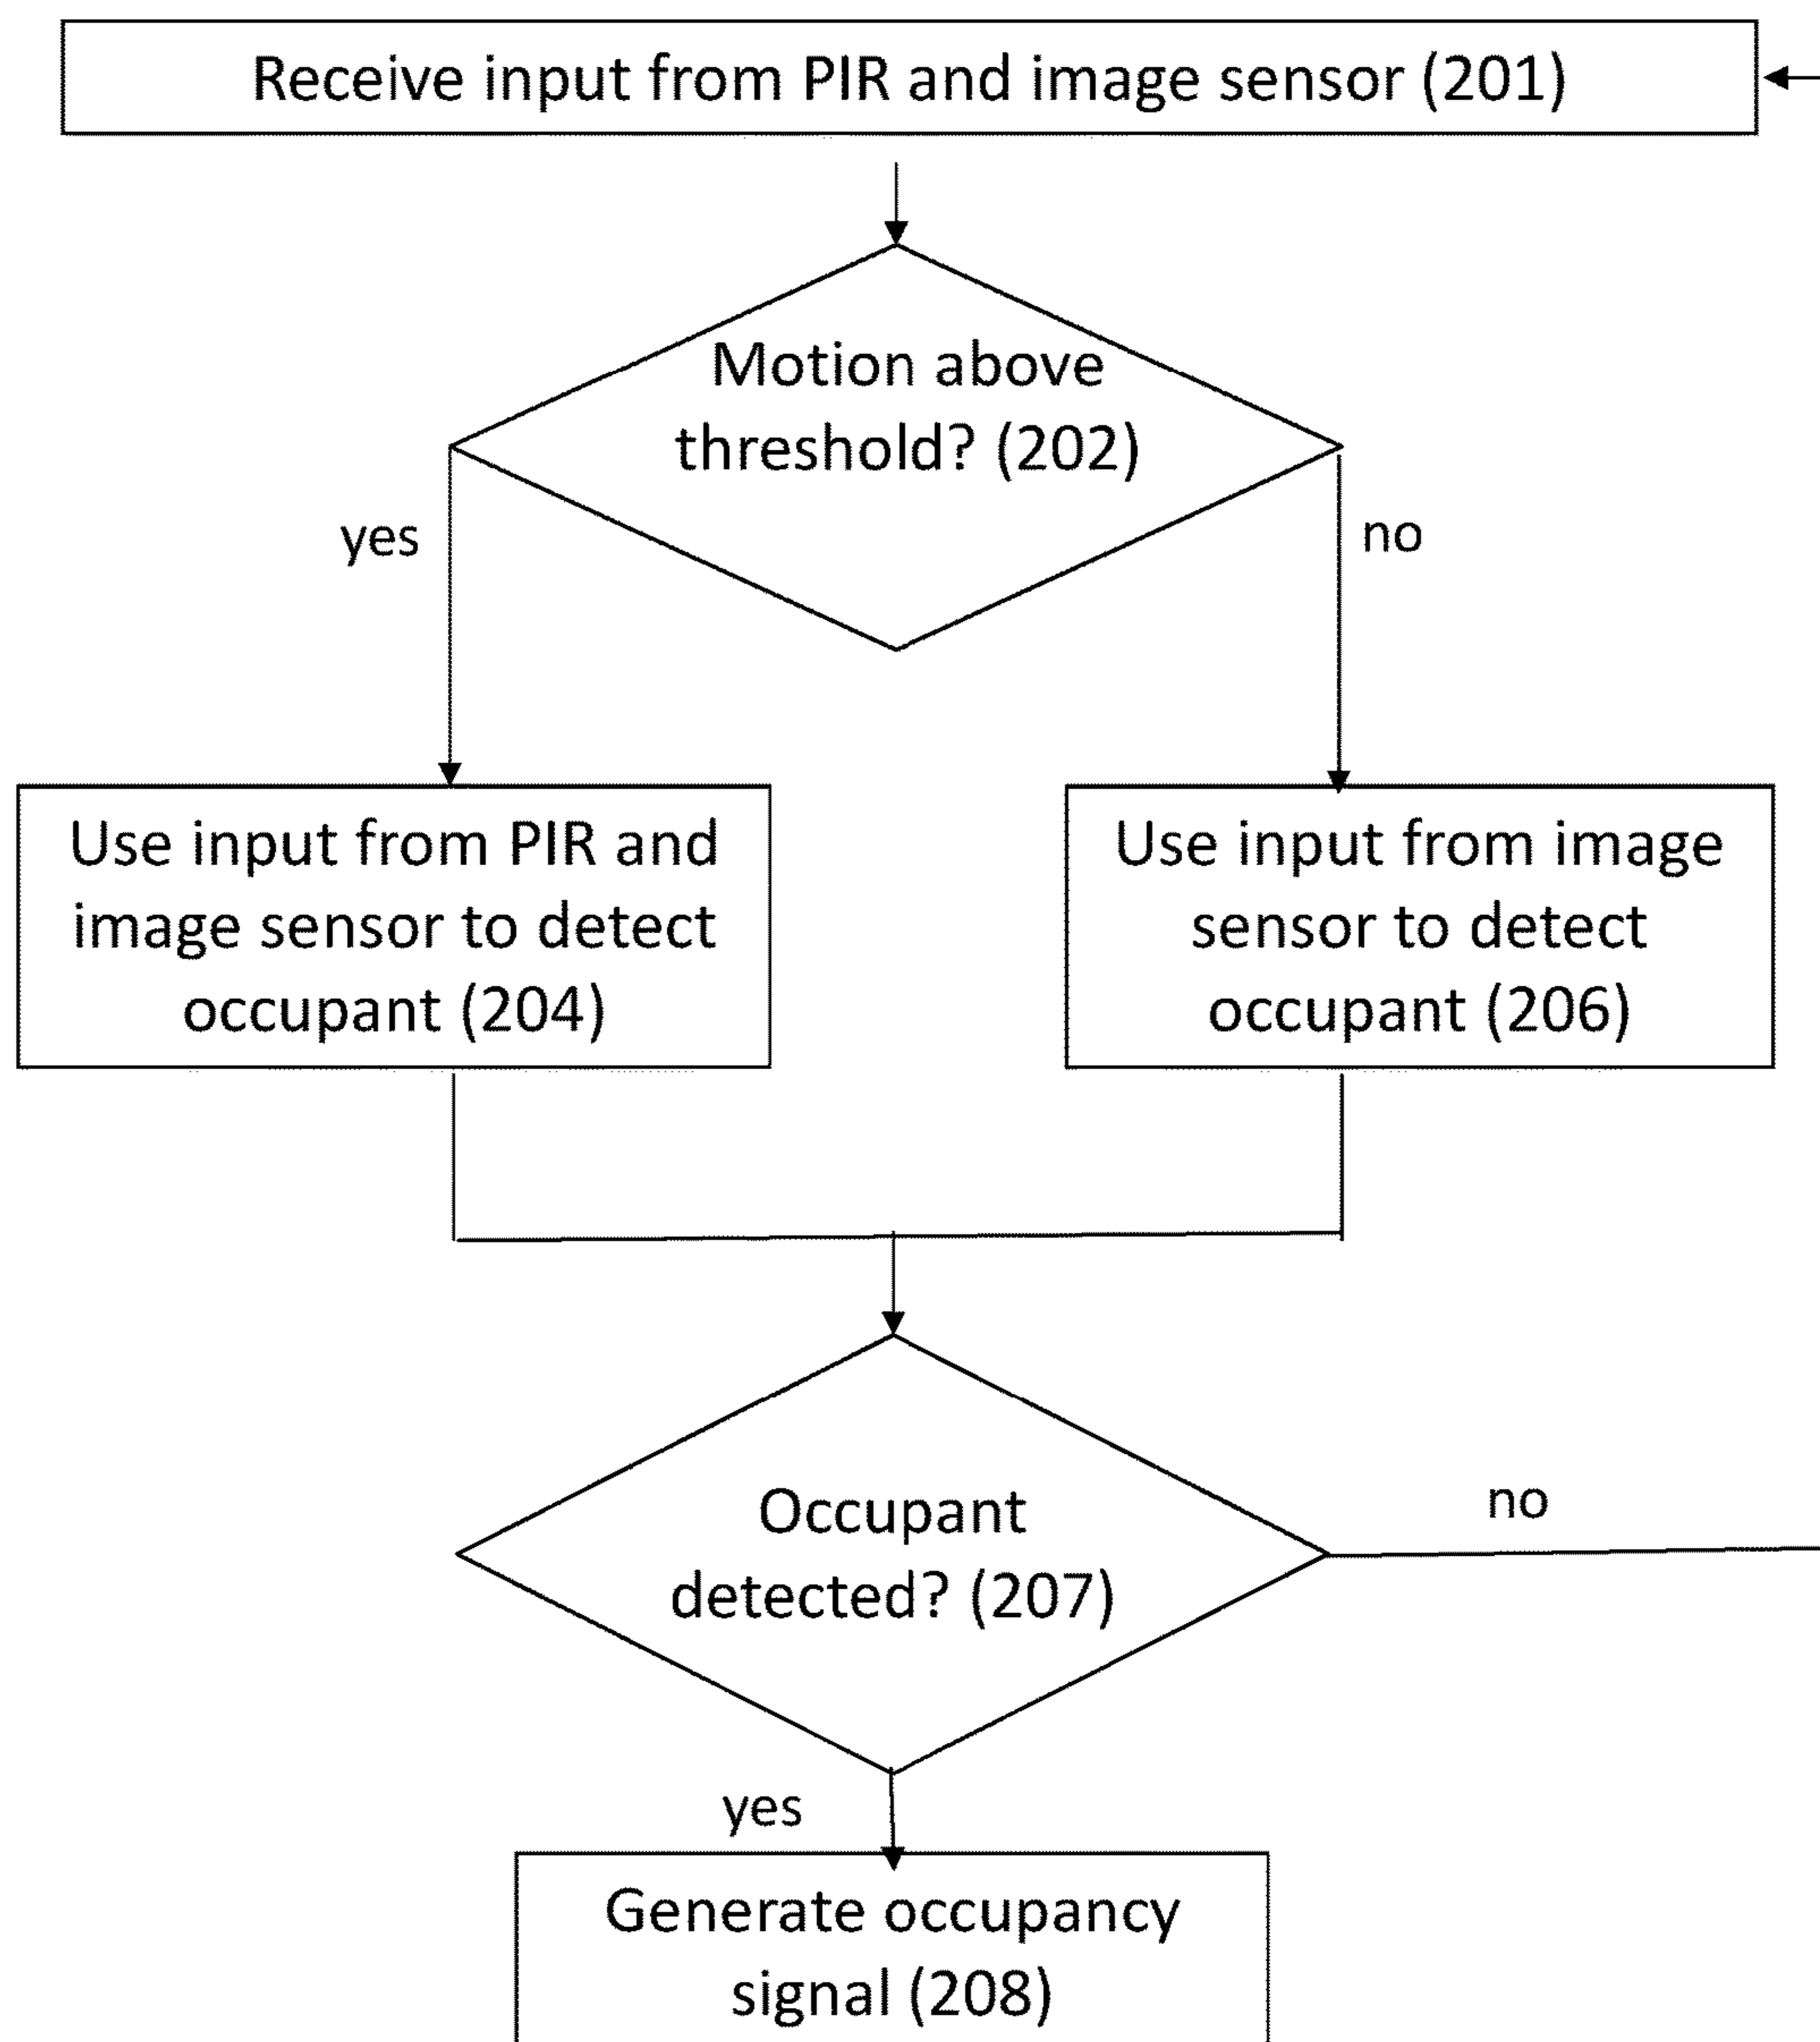 Receive input from PIR and image sensor (201)
Motion above
threshold? (202)
yes
no
Use input from PIR and
image sensor to detect
occupant (204)
Use input from image
sensor to detect
occupant (206)
Occupant
detected? (207)
no
yes
Generate occupancy
signal (208)